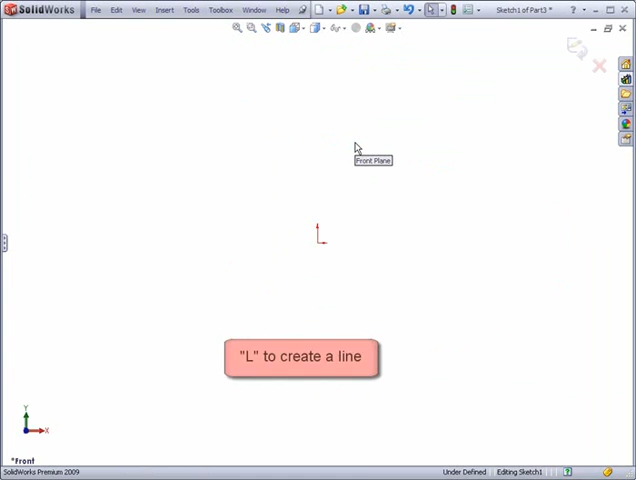 SolidWorks File Edit View Insert Tools Toolbox Window Help Sketch1 of Part3 * ?
Front Plane
"L" to create a line
Y
X
*Front
SolidWorks Premium 2009 Under Defined Editing Sketch1 ?